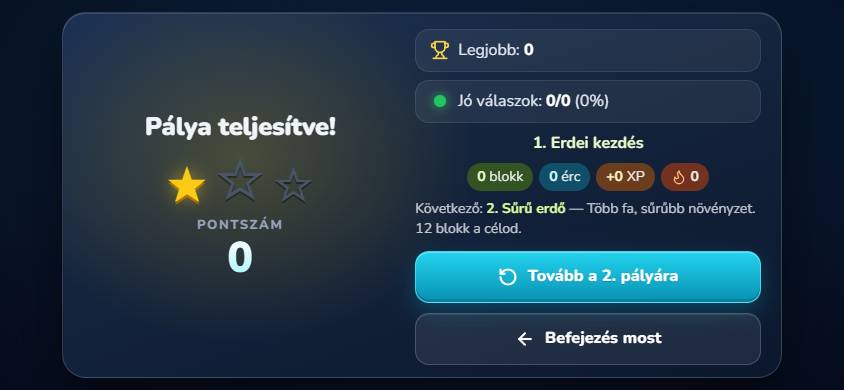 Pálya teljesítve!
PONTSZÁM
0
Legjobb: 0
Jó válaszok: 0/0 (0%)
1. Erdei kezdés
0 blokk
0 érc
+0 XP
0
Következő: 2. Sűrű erdő — Több fa, sűrűbb növényzet.
12 blokk a célod.
Tovább a 2. pályára
Befejezés most